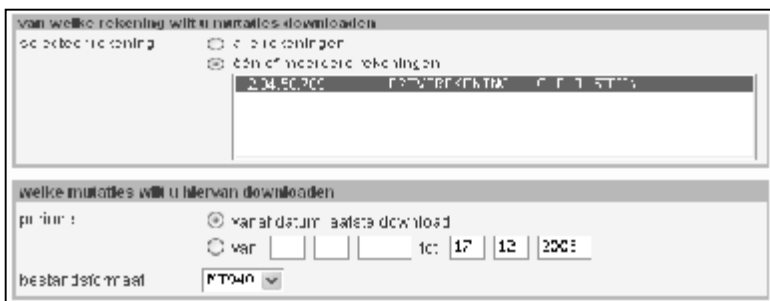 van welke rekening wilt u mutaties downloaden
selecteer rekening
alle rekeningen
één of meerdere rekeningen
welke mutaties wilt u hiervan downloaden
periode
vanaf datum laatste download
van tot 17 12
bestandsformaat MT940